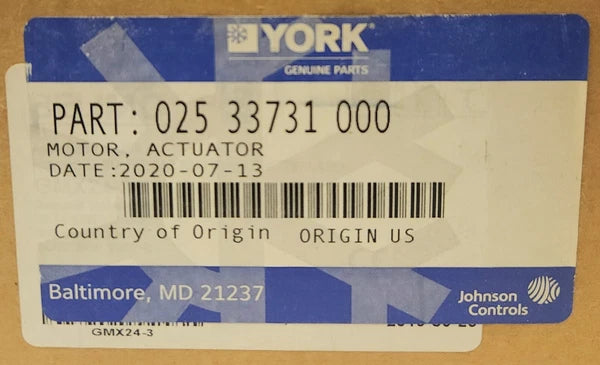 YORK®
GENUINE PARTS
PART: 025 33731 000
MOTOR, ACTUATOR
DATE:2020-07-13
Country of Origin ORIGIN US
Baltimore, MD 21237
Johnson
Controls
GMX24-3